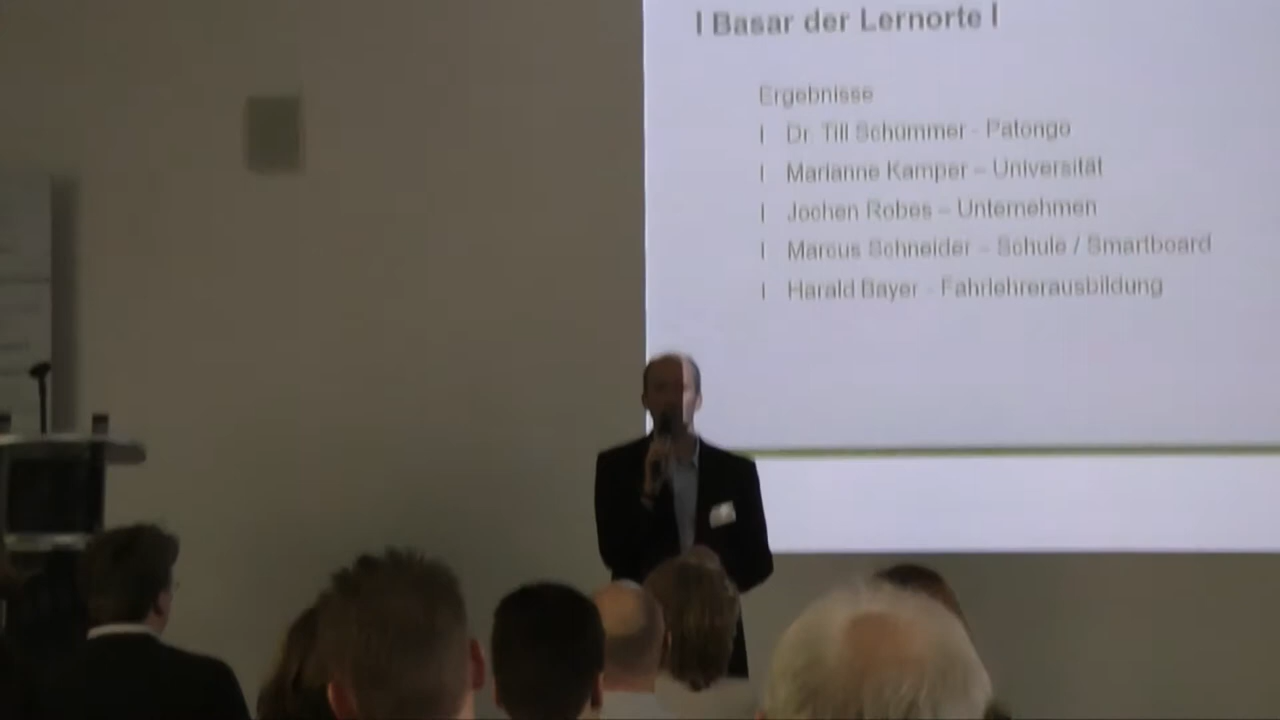 | Basar der Lernorte |
Ergebnisse
| Dr. Till Schümmer - Patongo
| Marianne Kamper – Universität
| Jochen Robes – Unternehmen
| Marcus Schneider – Schule / Smartboard
| Harald Bayer - Fahrlehrerausbildung